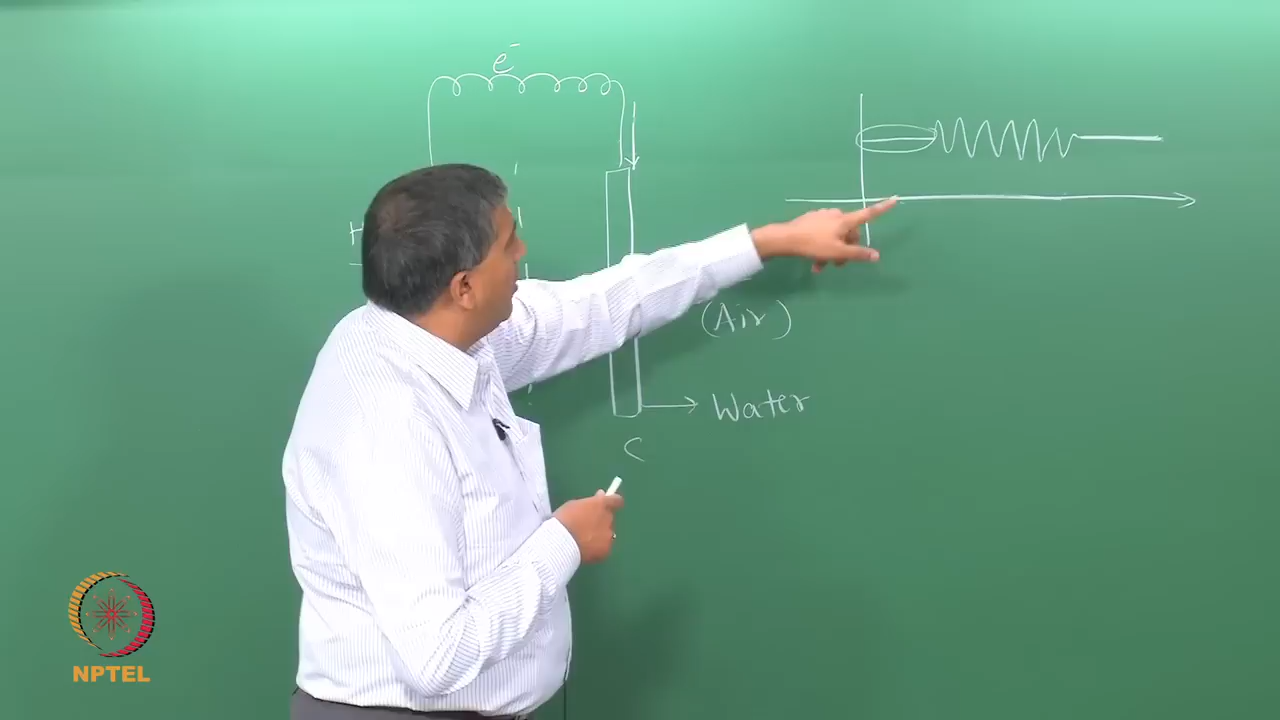 e⁻
H
(Air)
Water
C
NPTEL